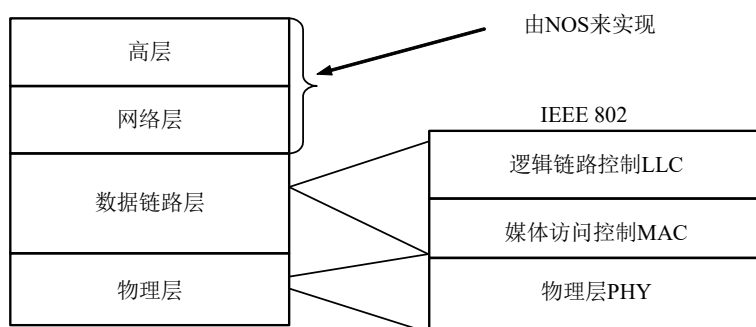 高层
网络层
数据链路层
物理层
由NOS来实现
IEEE 802
逻辑链路控制LLC
媒体访问控制MAC
物理层PHY